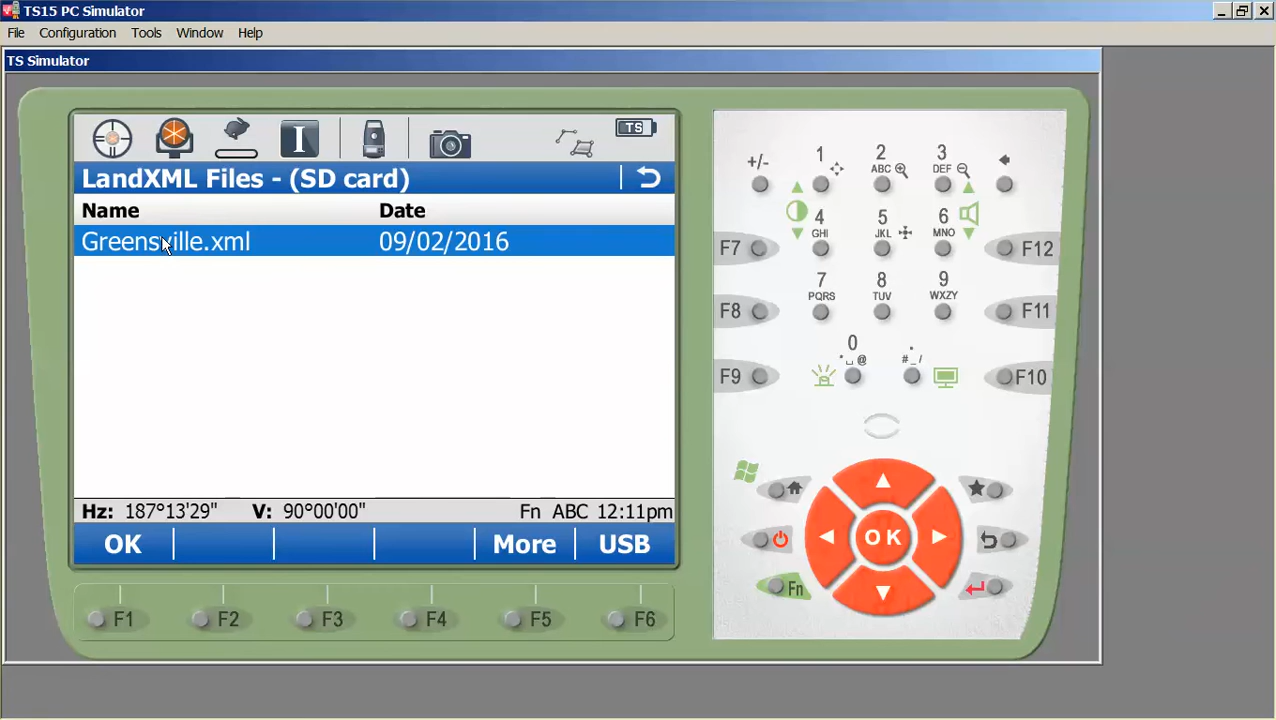 TS15 PC Simulator
File Configuration Tools Window Help
TS Simulator
TS
LandXML Files - (SD card)
Name Date
Greensville.xml 09/02/2016
Hz: 187°13'29" V: 90°00'00" Fn ABC 12:11pm
OK More USB
F1 F2 F3 F4 F5 F6
+/- 1 2 ABC 3 DEF
4 GHI 5 JKL 6 MNO
F7 F12
7 PQRS 8 TUV 9 WXZY
F8 F11
0 . @ . # _ /
F9 F10
OK
Fn